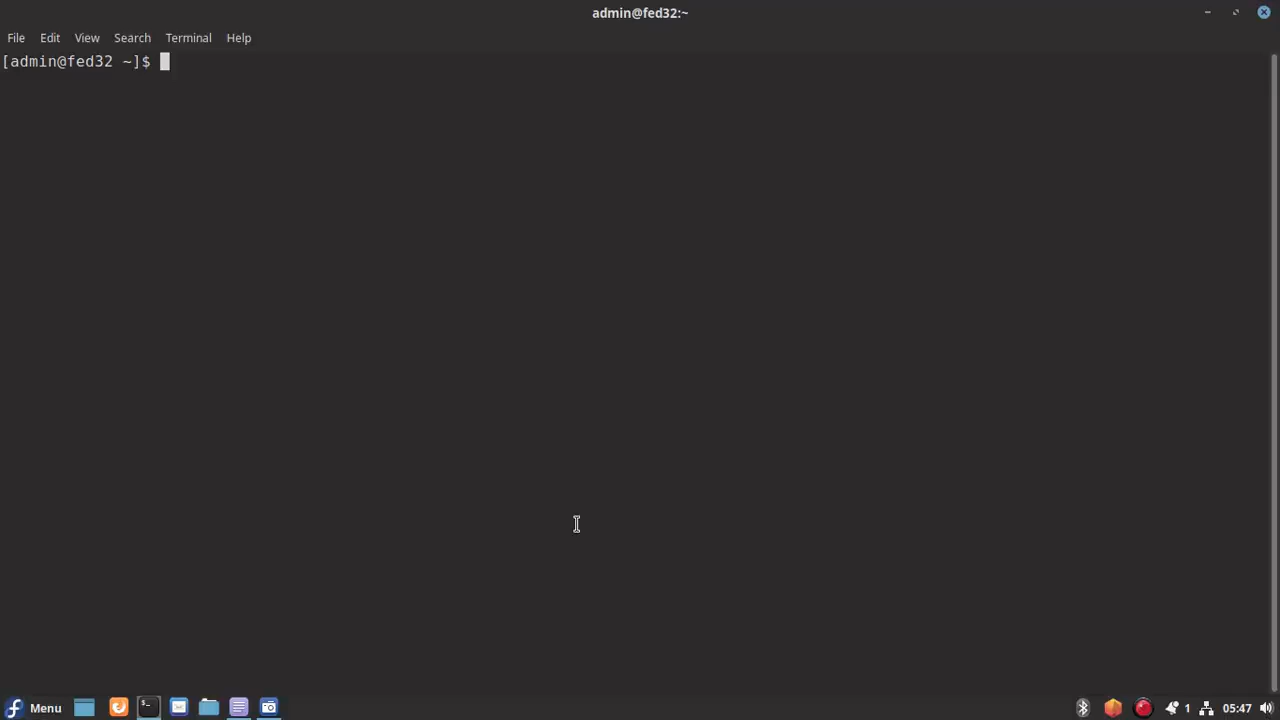 admin@fed32:~
File Edit View Search Terminal Help
[admin@fed32 ~]$
Menu 1 05:47